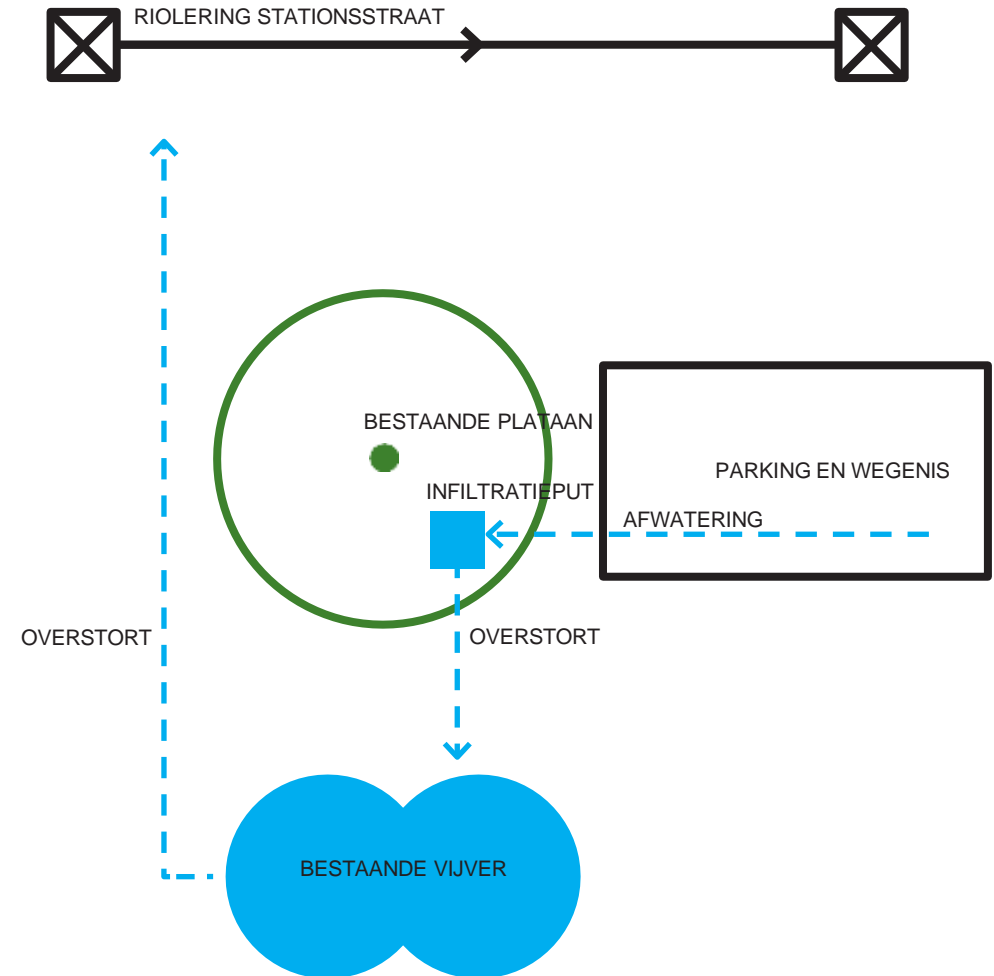 RIOLERING STATIONSSTRAAT
BESTAANDE PLATAAN
PARKING EN WEGENIS
INFILTRATIEPUT
AFWATERING
OVERSTORT
OVERSTORT
BESTAANDE VIJVER